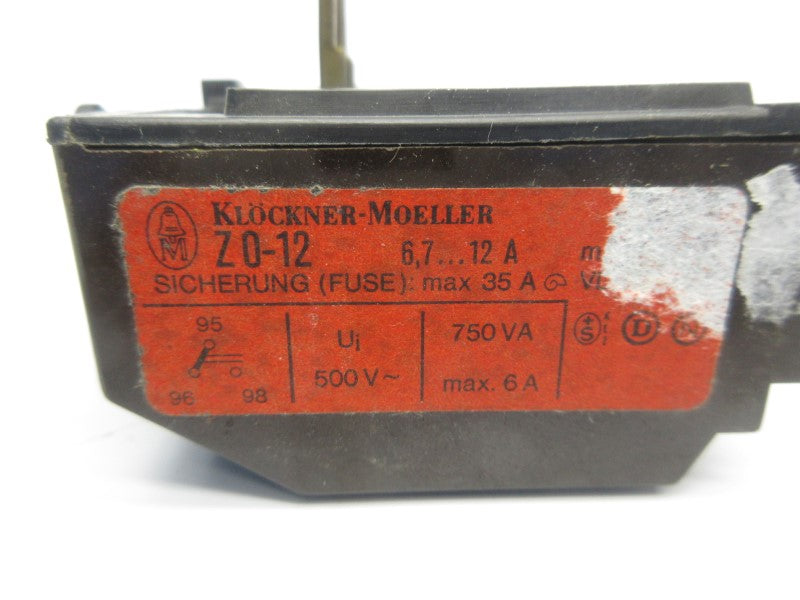 KLÖCKNER-MOELLER
M
Z 0-12 6,7...12 A
SICHERUNG (FUSE): max 35 A
95
96 98
Ui
500V~
750 VA
max. 6 A
S D